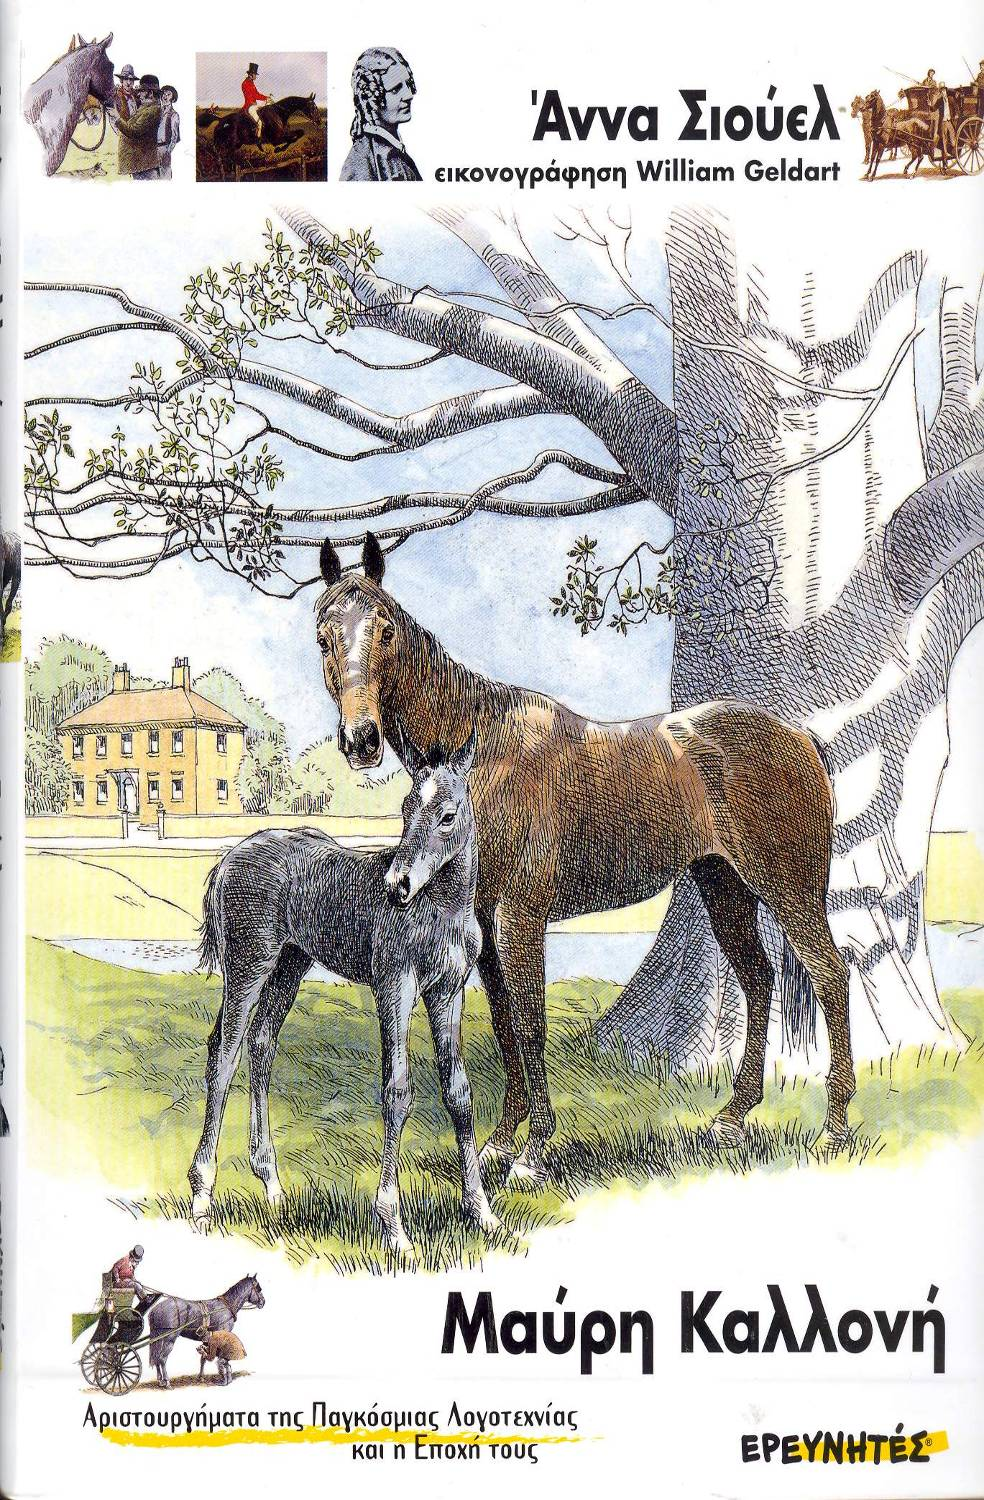 Άννα Σιούελ
εικονογράφηση William Geldart
Μαύρη Καλλονή
Αριστουργήματα της Παγκόσμιας Λογοτεχνίας
και η Εποχή τους
ΕΡΕΥΝΗΤΕΣ®